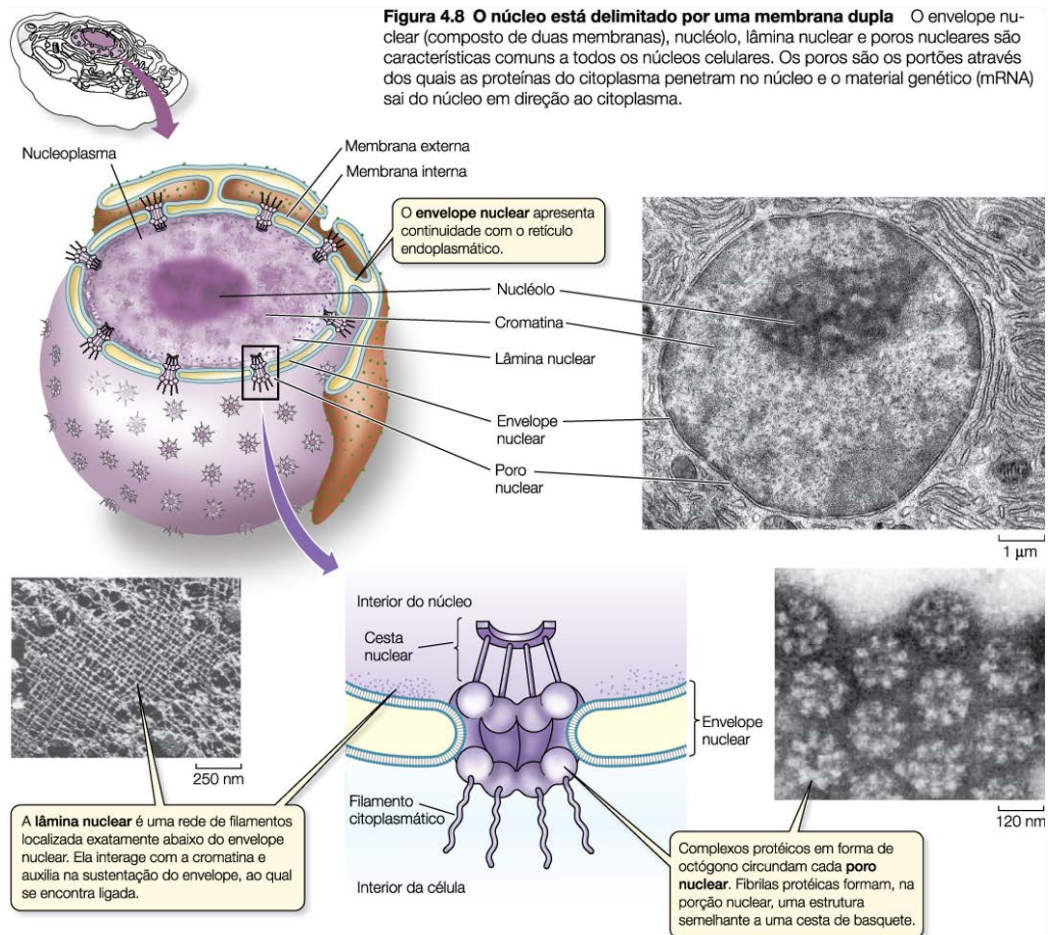 Figura 4.8 O núcleo está delimitado por uma membrana dupla O envelope nu-
clear (composto de duas membranas), nucléolo, lâmina nuclear e poros nucleares são
características comuns a todos os núcleos celulares. Os poros são os portões através
dos quais as proteínas do citoplasma penetram no núcleo e o material genético (mRNA)
sai do núcleo em direção ao citoplasma.
Nucleoplasma
Membrana externa
Membrana interna
O envelope nuclear apresenta
continuidade com o retículo
endoplasmático.
Nucléolo
Cromatina
Lâmina nuclear
Envelope
nuclear
Poro
nuclear
1 µm
Interior do núcleo
Cesta
nuclear
Envelope
nuclear
250 nm
Filamento
citoplasmático
120 nm
A lâmina nuclear é uma rede de filamentos
localizada exatamente abaixo do envelope
nuclear. Ela interage com a cromatina e
auxilia na sustentação do envelope, ao qual
se encontra ligada.
Interior da célula
Complexos protéicos em forma de
octógono circundam cada poro
nuclear. Fibrilas protéicas formam, na
porção nuclear, uma estrutura
semelhante a uma cesta de basquete.